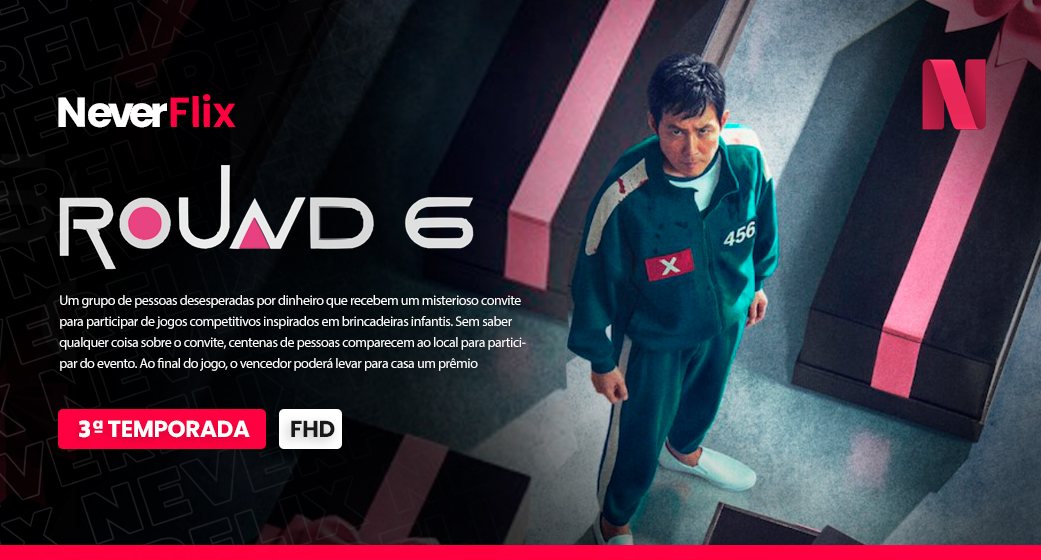 NeverFlix
N
ROUND 6
456
X
Um grupo de pessoas desesperadas por dinheiro que recebem um misterioso convite
para participar de jogos competitivos inspirados em brincadeiras infantis. Sem saber
qualquer coisa sobre o convite, centenas de pessoas comparecem ao local para partici-
par do evento. Ao final do jogo, o vencedor poderá levar para casa um prêmio
3ª TEMPORADA
FHD